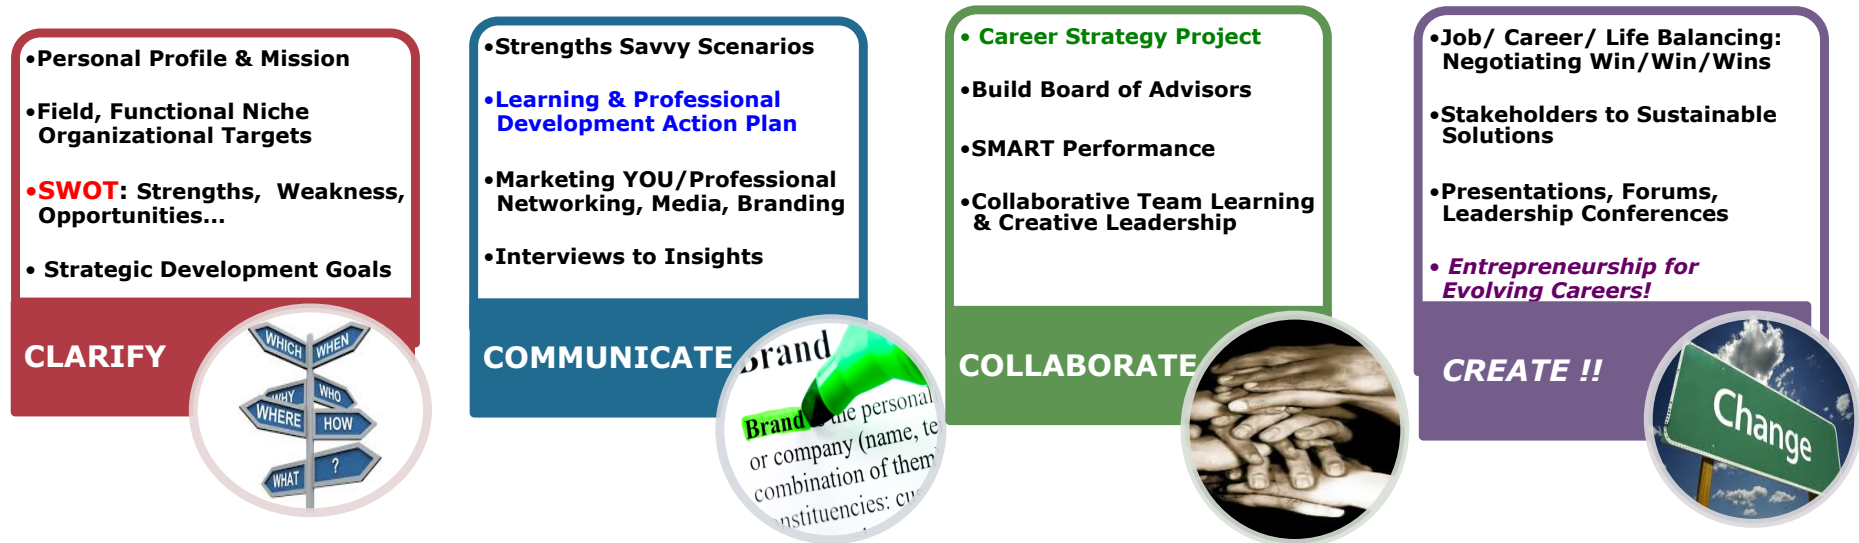 •Personal Profile & Mission
•Field, Functional Niche
Organizational Targets
•SWOT: Strengths, Weakness,
Opportunities...
• Strategic Development Goals
CLARIFY
WHICH
WHEN
WHY
WHO
WHERE
HOW
WHAT
?
•Strengths Savvy Scenarios
•Learning & Professional
Development Action Plan
•Marketing YOU/Professional
Networking, Media, Branding
•Interviews to Insights
COMMUNICATE
Brand
Brand the personal
or company (name, te
combination of them
nstituencies: cu
• Career Strategy Project
•Build Board of Advisors
•SMART Performance
•Collaborative Team Learning
& Creative Leadership
COLLABORATE
•Job/ Career/ Life Balancing:
Negotiating Win/Win/Wins
•Stakeholders to Sustainable
Solutions
•Presentations, Forums,
Leadership Conferences
• Entrepreneurship for
Evolving Careers!
CREATE !!
Change